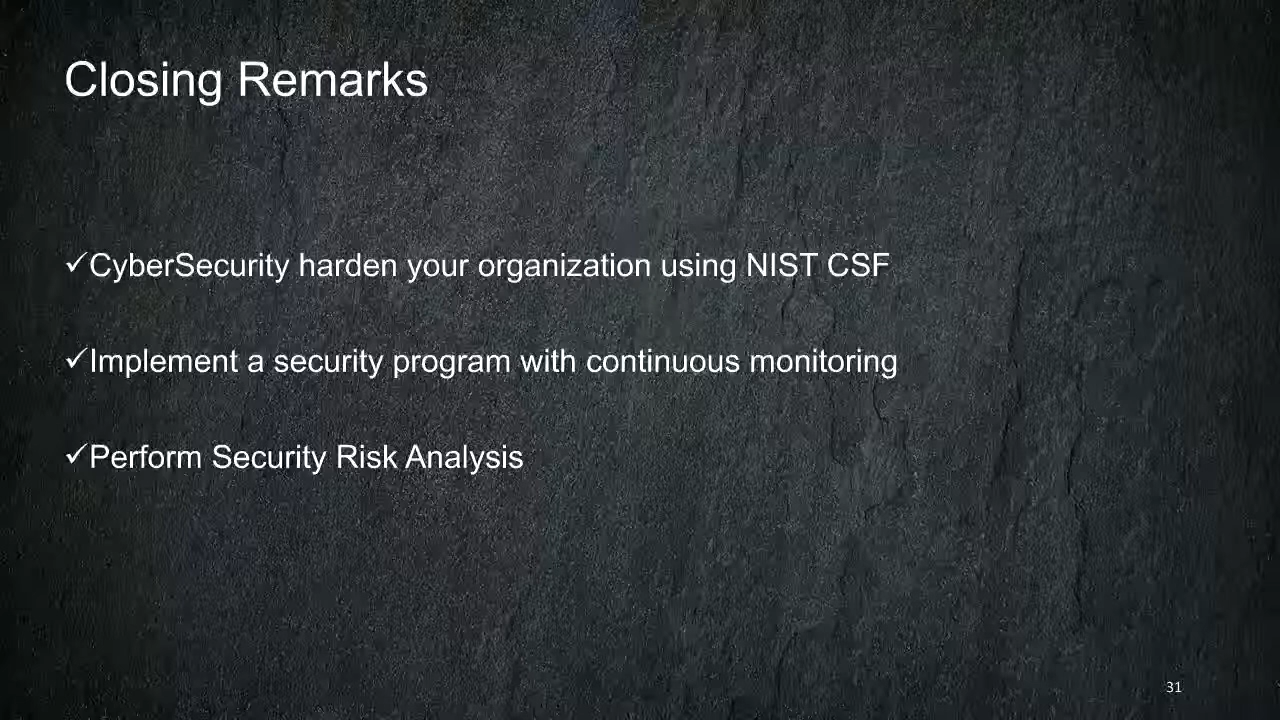 Closing Remarks
✓CyberSecurity harden your organization using NIST CSF
✓Implement a security program with continuous monitoring
✓Perform Security Risk Analysis
31